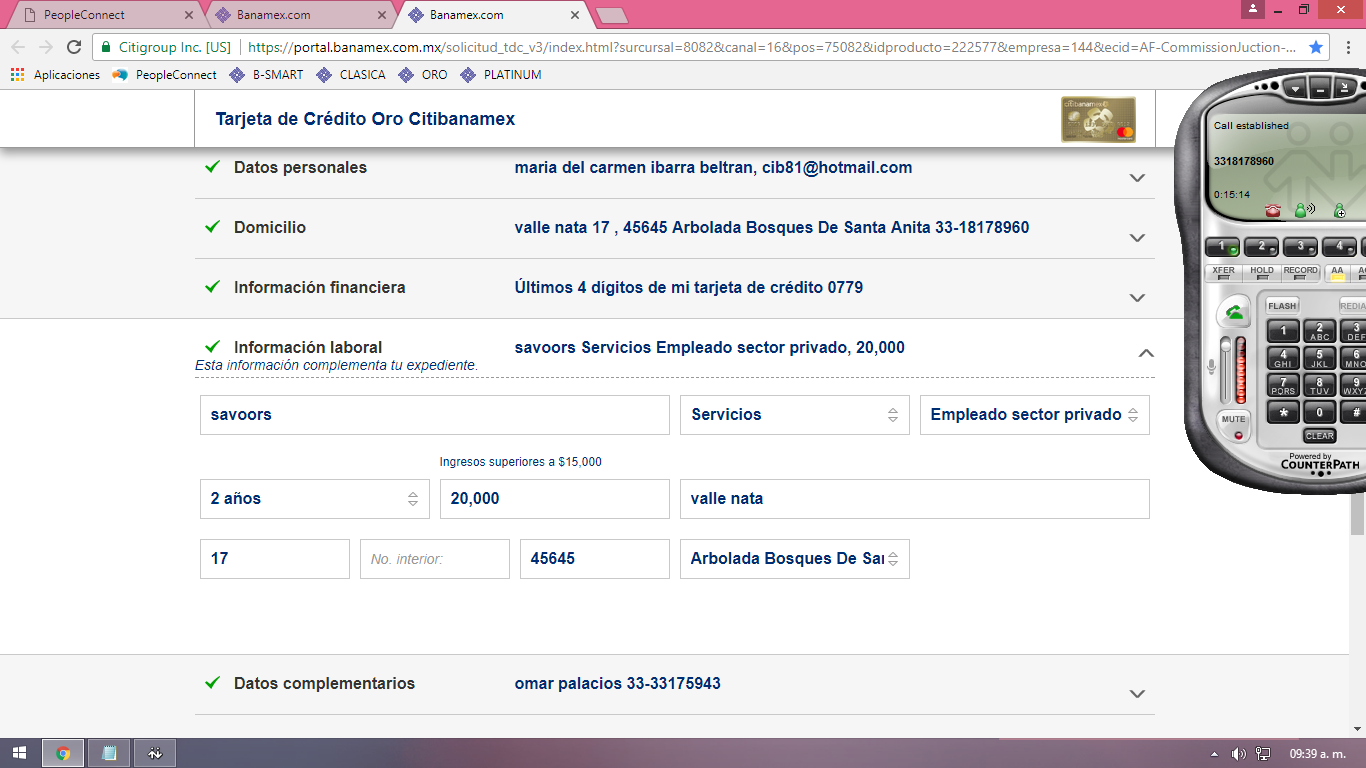 PeopleConnect
Banamex.com
Banamex.com
Citigroup Inc. [US] https://portal.banamex.com.mx/solicitud_tdc_v3/index.html?surcursal=8082&canal=16&pos=75082&idproducto=222577&empresa=144&ecid=AF-CommissionJuction-...
Aplicaciones PeopleConnect B-SMART CLASICA ORO PLATINUM
Tarjeta de Crédito Oro Citibanamex
citibanamex
Datos personales maria del carmen ibarra beltran, cib81@hotmail.com
Domicilio valle nata 17 , 45645 Arbolada Bosques De Santa Anita 33-18178960
Información financiera Últimos 4 dígitos de mi tarjeta de crédito 0779
Información laboral savoors Servicios Empleado sector privado, 20,000
Esta información complementa tu expediente.
savoors Servicios Empleado sector privado
Ingresos superiores a $15,000
2 años 20,000 valle nata
17 No. interior: 45645 Arbolada Bosques De Sa
Datos complementarios omar palacios 33-33175943
Call established
3318178960
0:15:14
1 2 3 4
XFER HOLD RECORD AA
FLASH REDIA
1 2 ABC 3 DEF
4 GHI 5 JKL 6 MNO
7 PQRS 8 TUV 9 WXYZ
* 0 #
MUTE
CLEAR
Powered by
COUNTERPATH
09:39 a. m.